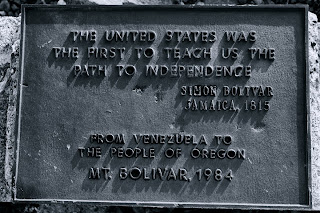 THE UNITED STATES WAS
THE FIRST TO TEACH US THE
PATH TO INDEPENDENCE
SIMON BOLIVAR
JAMAICA, 1815
FROM VENEZUELA TO
THE PEOPLE OF OREGON
MT. BOLIVAR, 1984